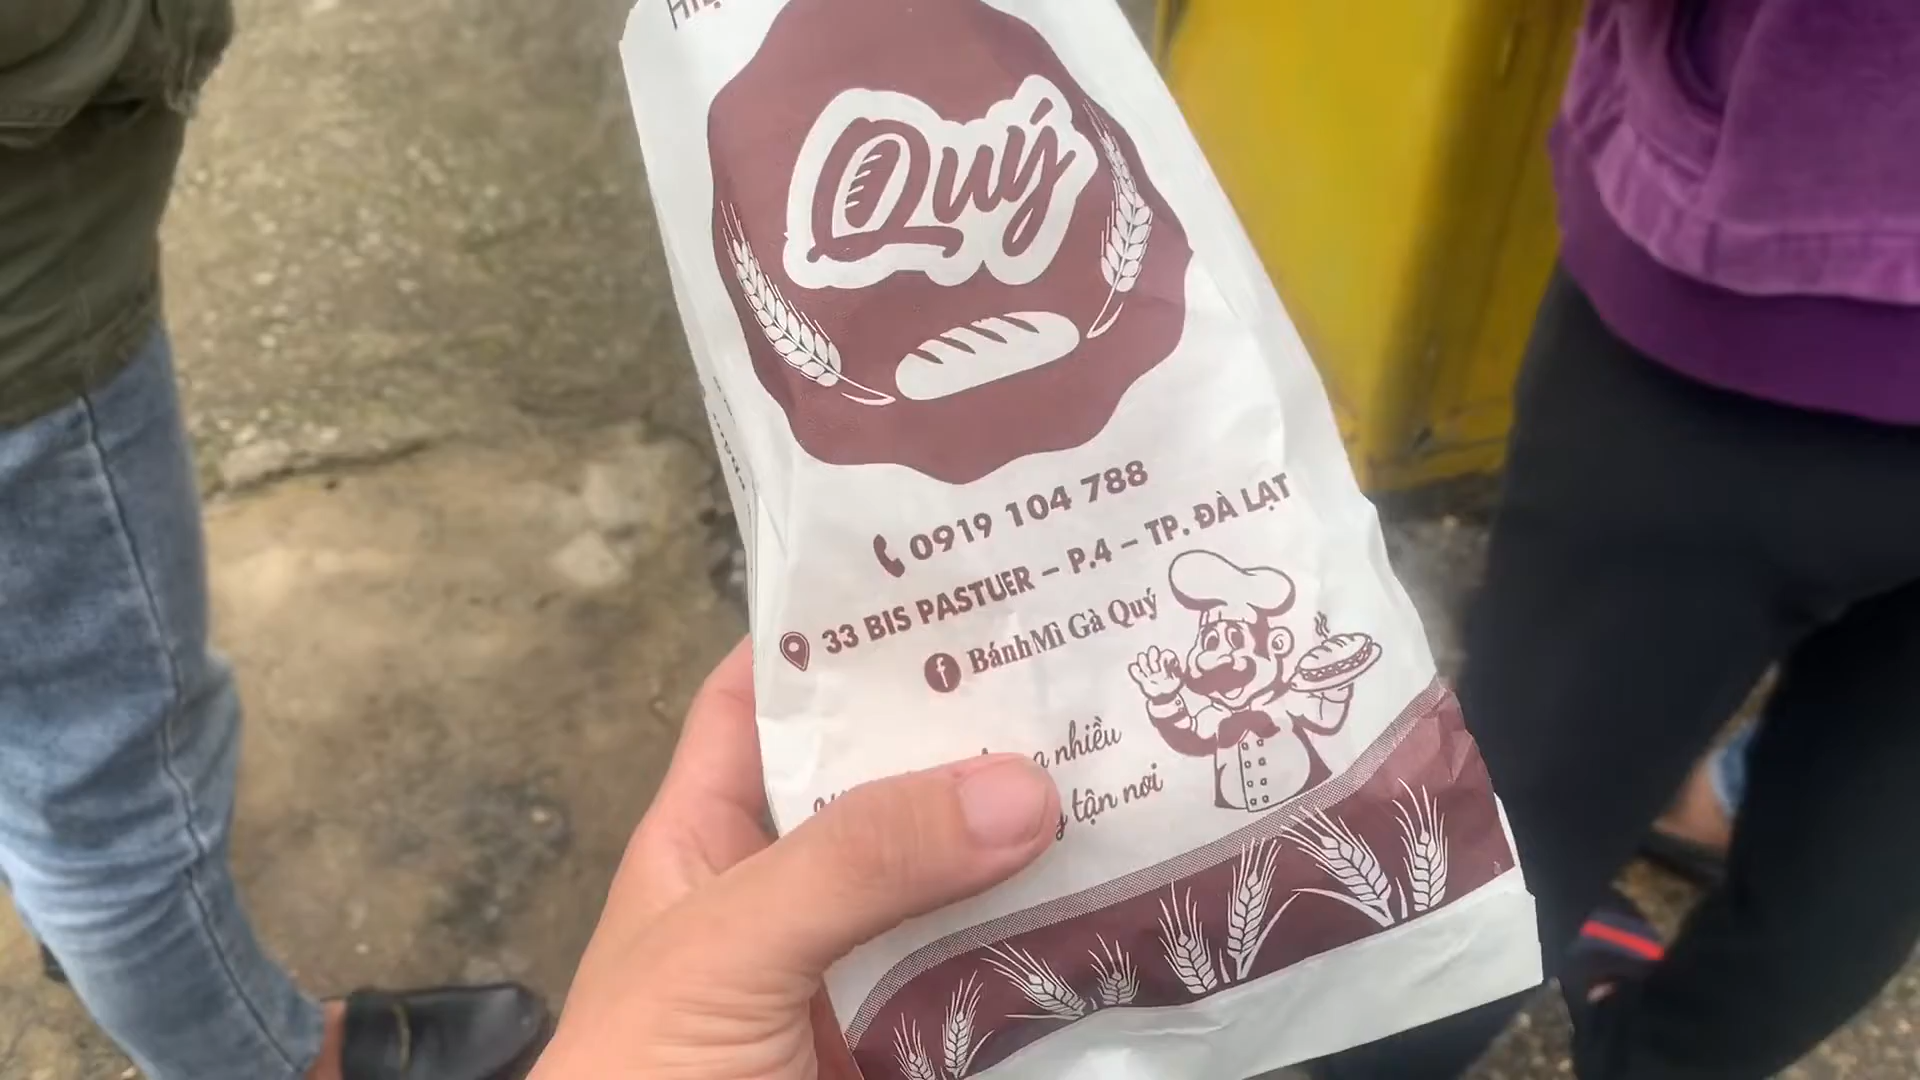 Quý
0919 104 788
33 BIS PASTUER – P.4 – TP. ĐÀ LẠT
f BánhMì Gà Quý
nhiều
tận nơi